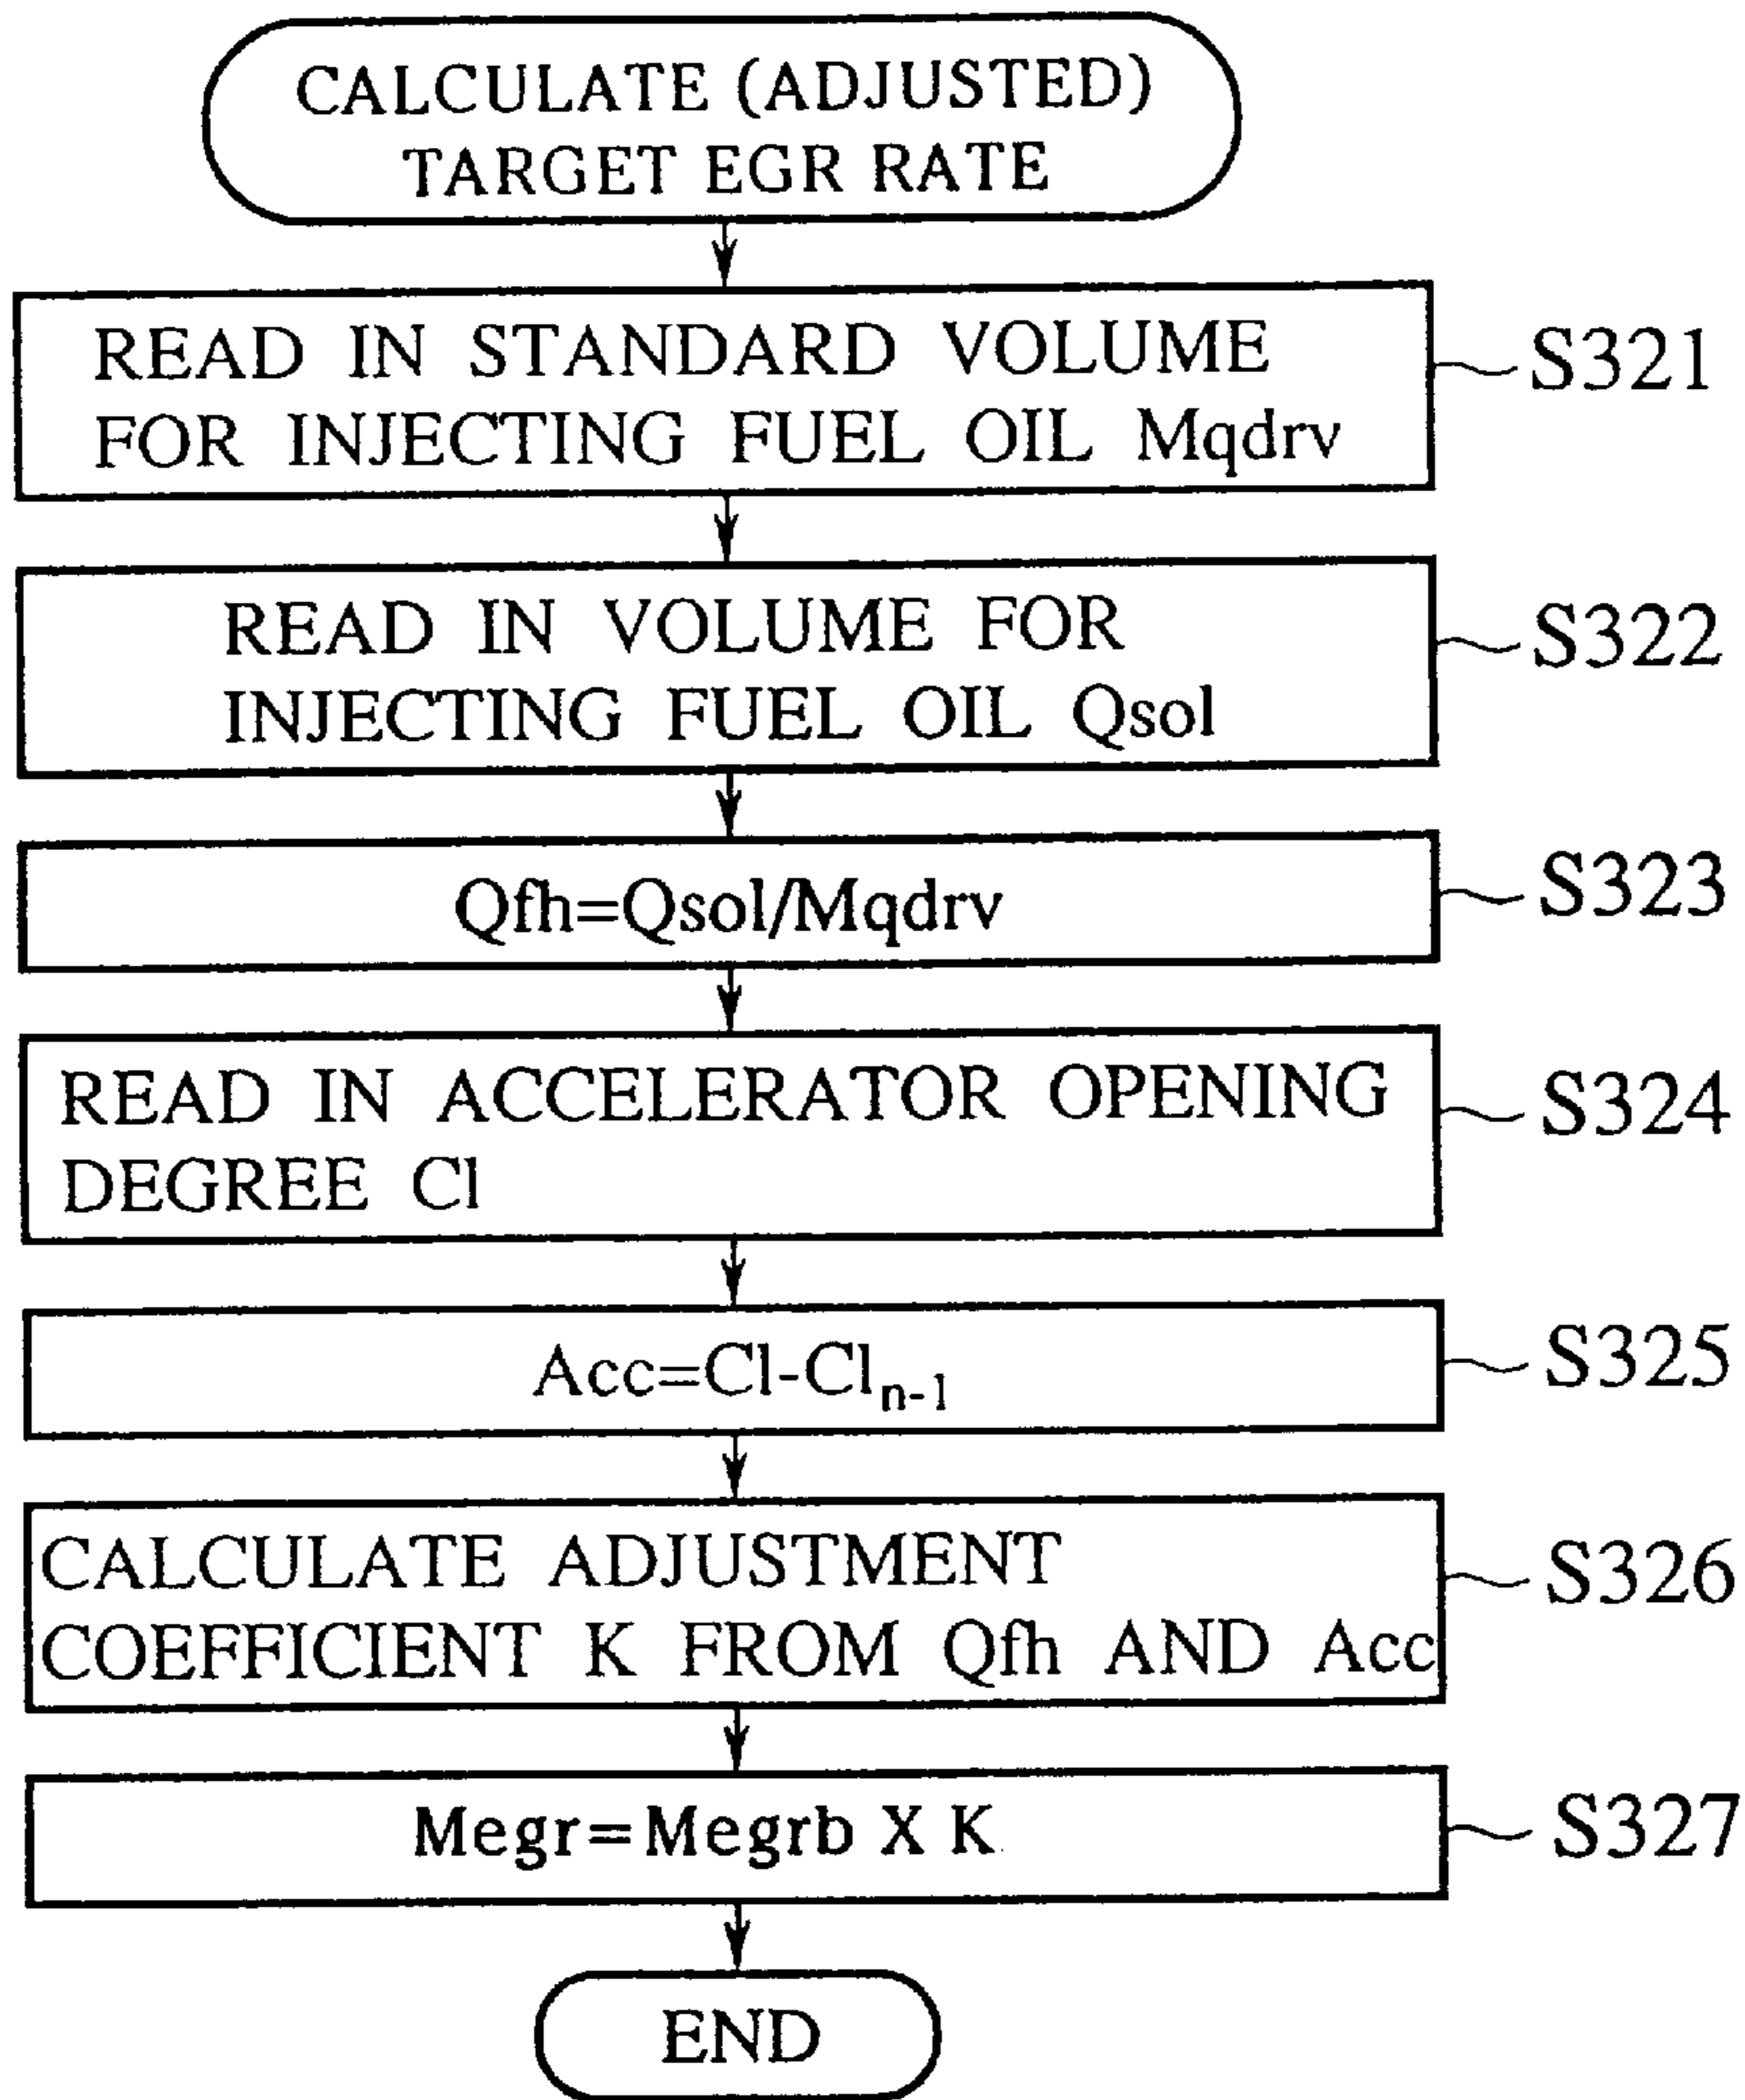 CALCULATE (ADJUSTED)
TARGET EGR RATE
READ IN STANDARD VOLUME
FOR INJECTING FUEL OIL Mqdrv
S321
READ IN VOLUME FOR
INJECTING FUEL OIL Qsol
S322
Qfh=Qsol/Mqdrv
S323
READ IN ACCELERATOR OPENING
DEGREE Cl
S324
Acc=Cl-Cln-1
S325
CALCULATE ADJUSTMENT
COEFFICIENT K FROM Qfh AND Acc
S326
Megr=Megrb X K
S327
END